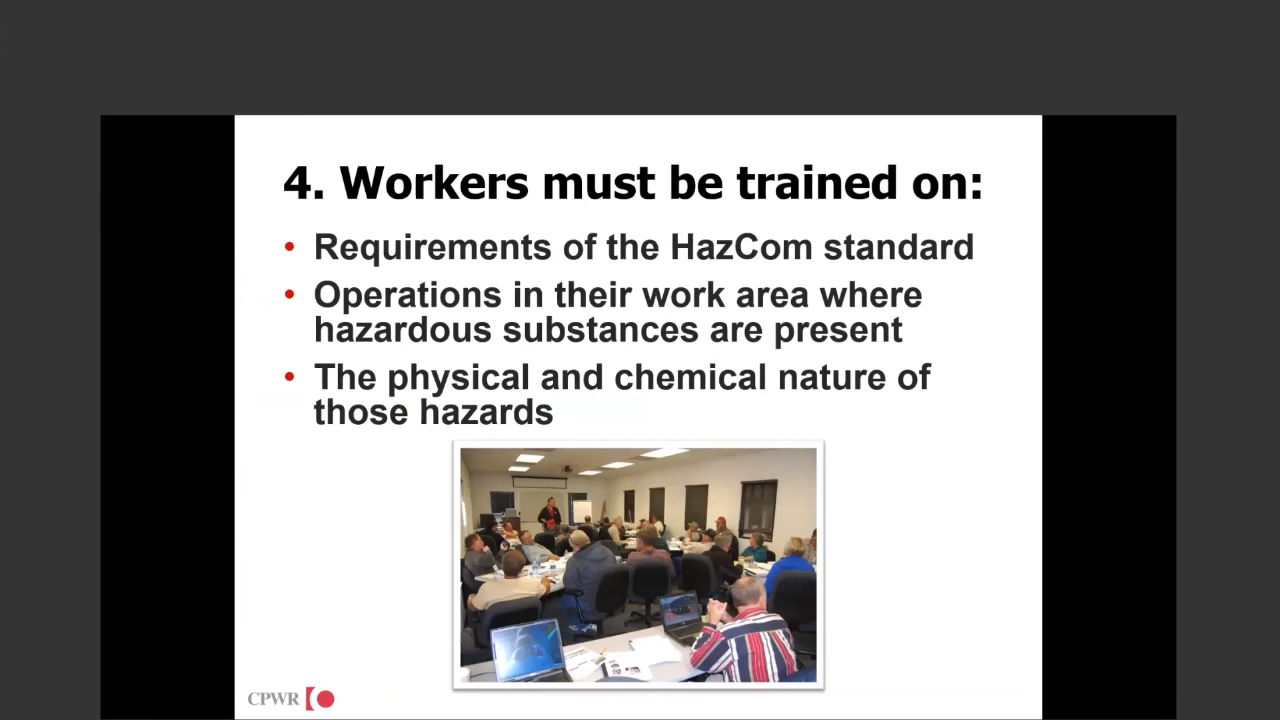 4. Workers must be trained on:
• Requirements of the HazCom standard
• Operations in their work area where
hazardous substances are present
• The physical and chemical nature of
those hazards
CPWR